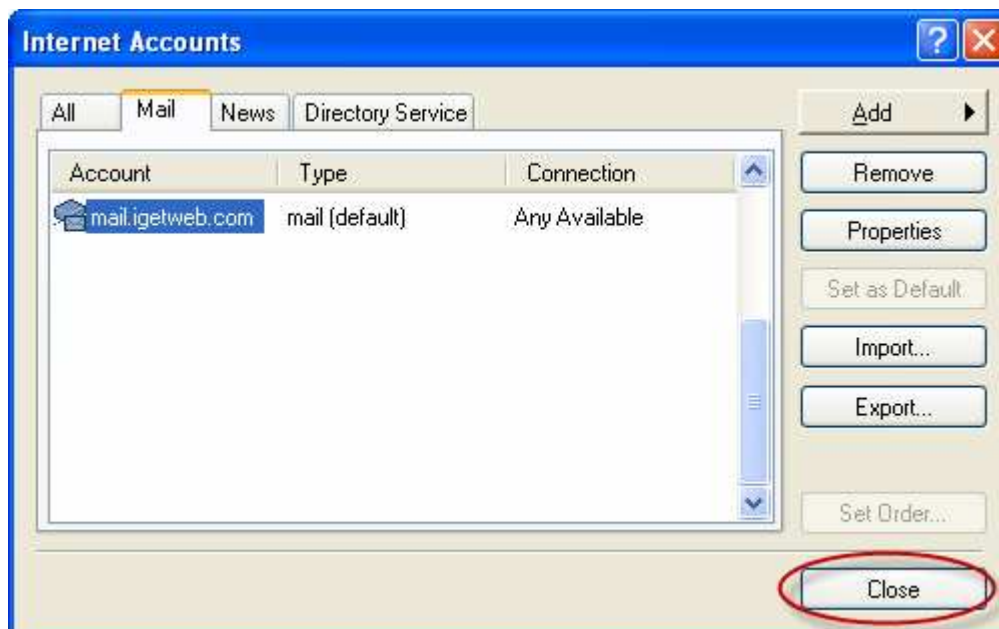 Internet Accounts
All Mail News Directory Service
Add
Account Type Connection
Remove
mail.igetweb.com mail (default) Any Available
Properties
Set as Default
Import...
Export...
Set Order...
Close